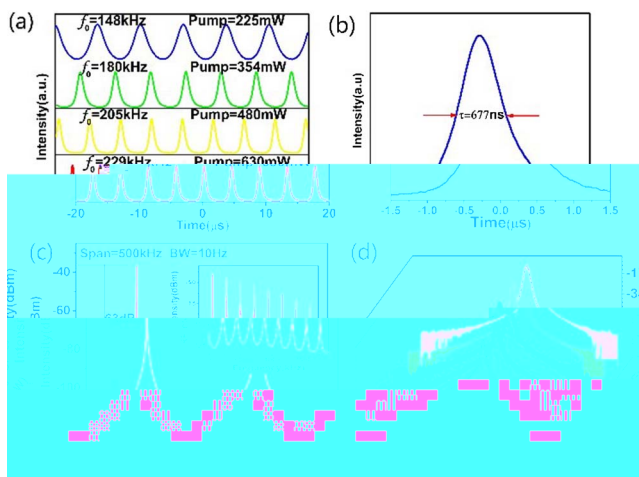 (a)
f₀=148kHz Pump=225mW
f₀=180kHz Pump=354mW
f₀=205kHz Pump=480mW
f₀=229kHz Pump=630mW
Intensity(a.u.)
-20 -10 0 10 20
Time(μs)
(b)
τ=677ns
Intensity(a.u)
-1.5 -1.0 -0.5 0.0 0.5 1.0 1.5
Time(μs)
(c)
Span=500kHz BW=10Hz
-40
-60
(d)
-1
-3